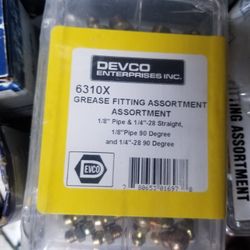 DEVCO
ENTERPRISES INC.
6310X
GREASE FITTING ASSORTMENT
ASSORTMENT
1/8" Pipe & 1/4"-28 Straight,
1/8"Pipe 90 Degree
and 1/4"-28 90 Degree
EVCO
ASSORTMENT